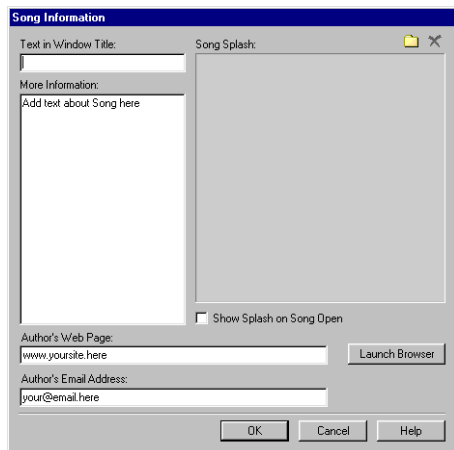 Song Information
Text in Window Title:
Song Splash:
More Information:
Add text about Song here
Show Splash on Song Open
Author's Web Page:
www.yoursite.here
Launch Browser
Author's Email Address:
your@email.here
OK
Cancel
Help